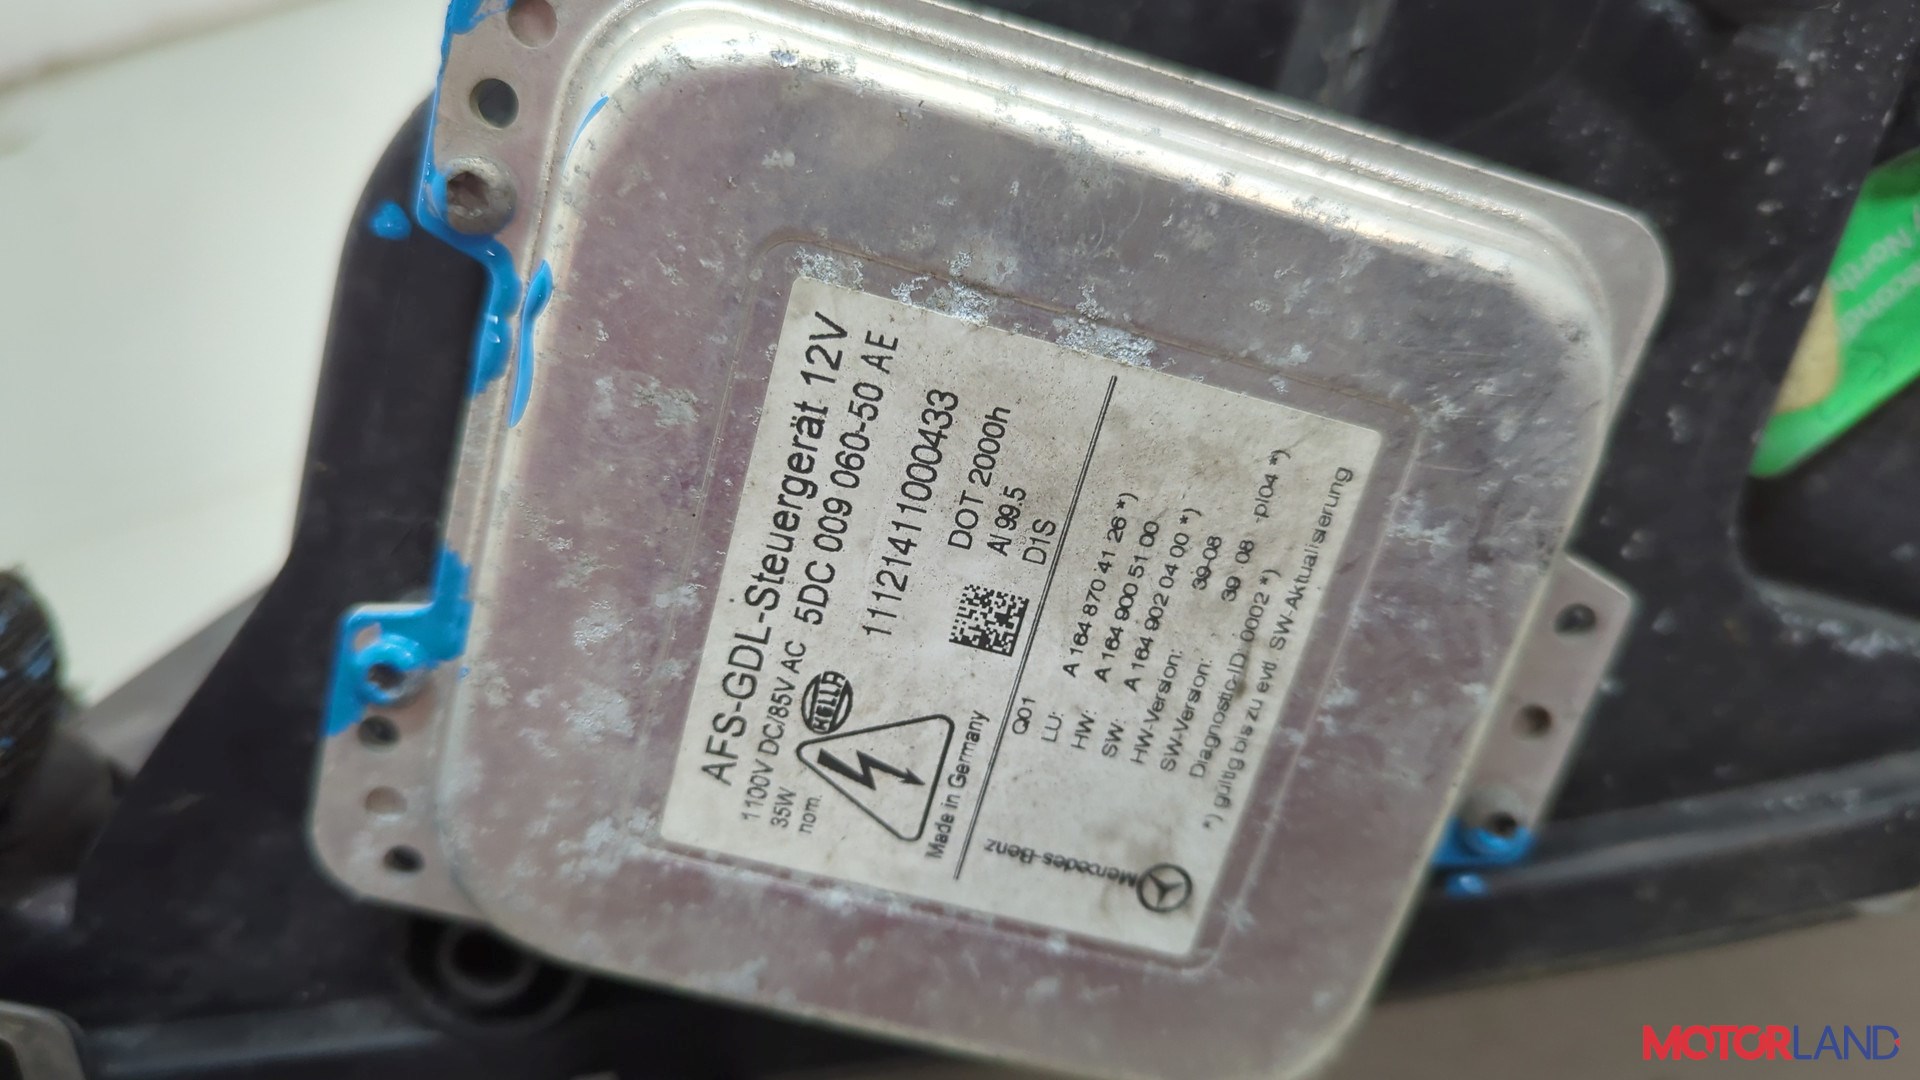 AFS-GDL-Steuergerät 12V
1100V DC/85V AC 5DC 009 060-50 AE
35W
nom.
HELLA
11121411000433
DOT 2000h
AI 99.5
D1S
Made in Germany
Q01
LU: A 164 870 41 26 *)
HW: A 164 900 51 00
SW: A 164 902 04 00 *)
HW-Version: 39-08
SW-Version: 39 08 -pl04 *)
Diagnostic-ID: 0002 *)
*) gültig bis zu evtl. SW-Aktualisierung
Mercedes-Benz
North
MOTORLAND